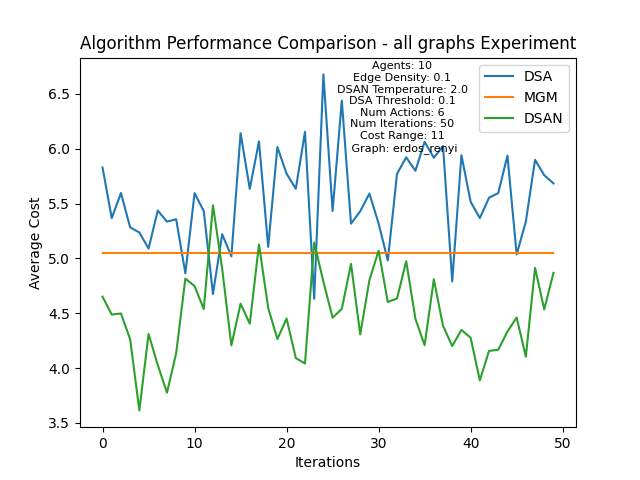 Algorithm Performance Comparison - all graphs Experiment
Agents: 10
Edge Density: 0.1
DSAN Temperature: 2.0
DSA Threshold: 0.1
Num Actions: 6
Num Iterations: 50
Cost Range: 11
Graph: erdos renyi
DSA
MGM
DSAN
Average Cost
6.5
6.0
5.5
5.0
4.5
4.0
3.5
0
10
20
30
40
50
Iterations